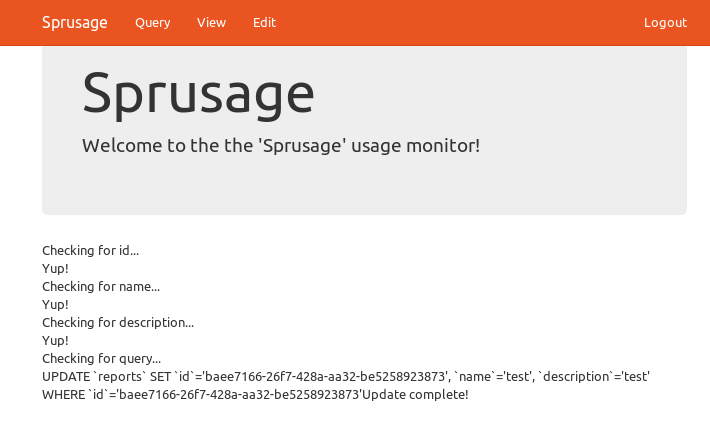 Sprusage Query View Edit Logout
Sprusage
Welcome to the the 'Sprusage' usage monitor!
Checking for id...
Yup!
Checking for name...
Yup!
Checking for description...
Yup!
Checking for query...
UPDATE `reports` SET `id`='baee7166-26f7-428a-aa32-be5258923873', `name`='test', `description`='test'
WHERE `id`='baee7166-26f7-428a-aa32-be5258923873'Update complete!